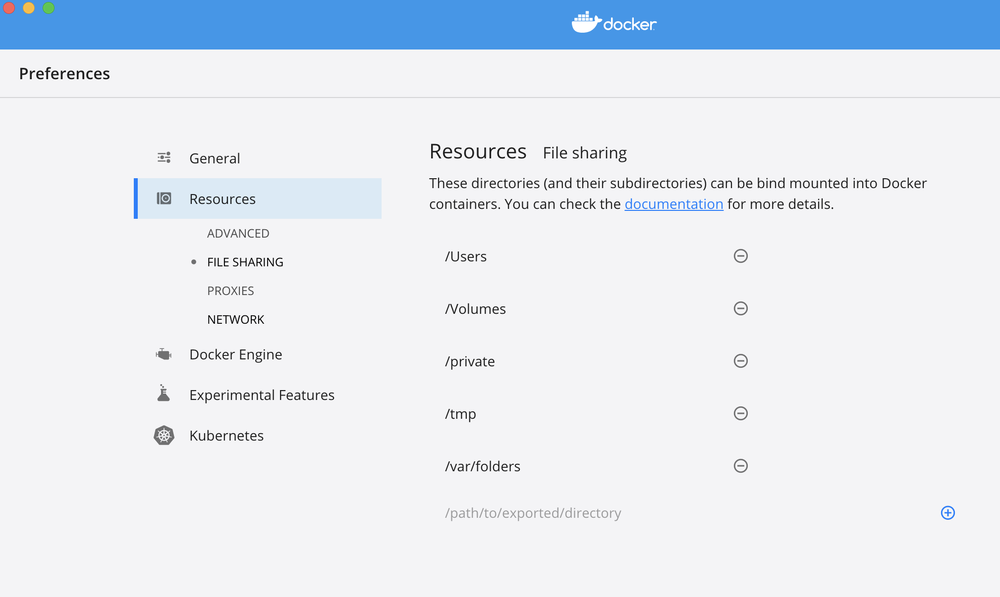 docker
Preferences
General
Resources
ADVANCED
FILE SHARING
PROXIES
NETWORK
Docker Engine
Experimental Features
Kubernetes
Resources File sharing
These directories (and their subdirectories) can be bind mounted into Docker
containers. You can check the documentation for more details.
/Users
/Volumes
/private
/tmp
/var/folders
/path/to/exported/directory